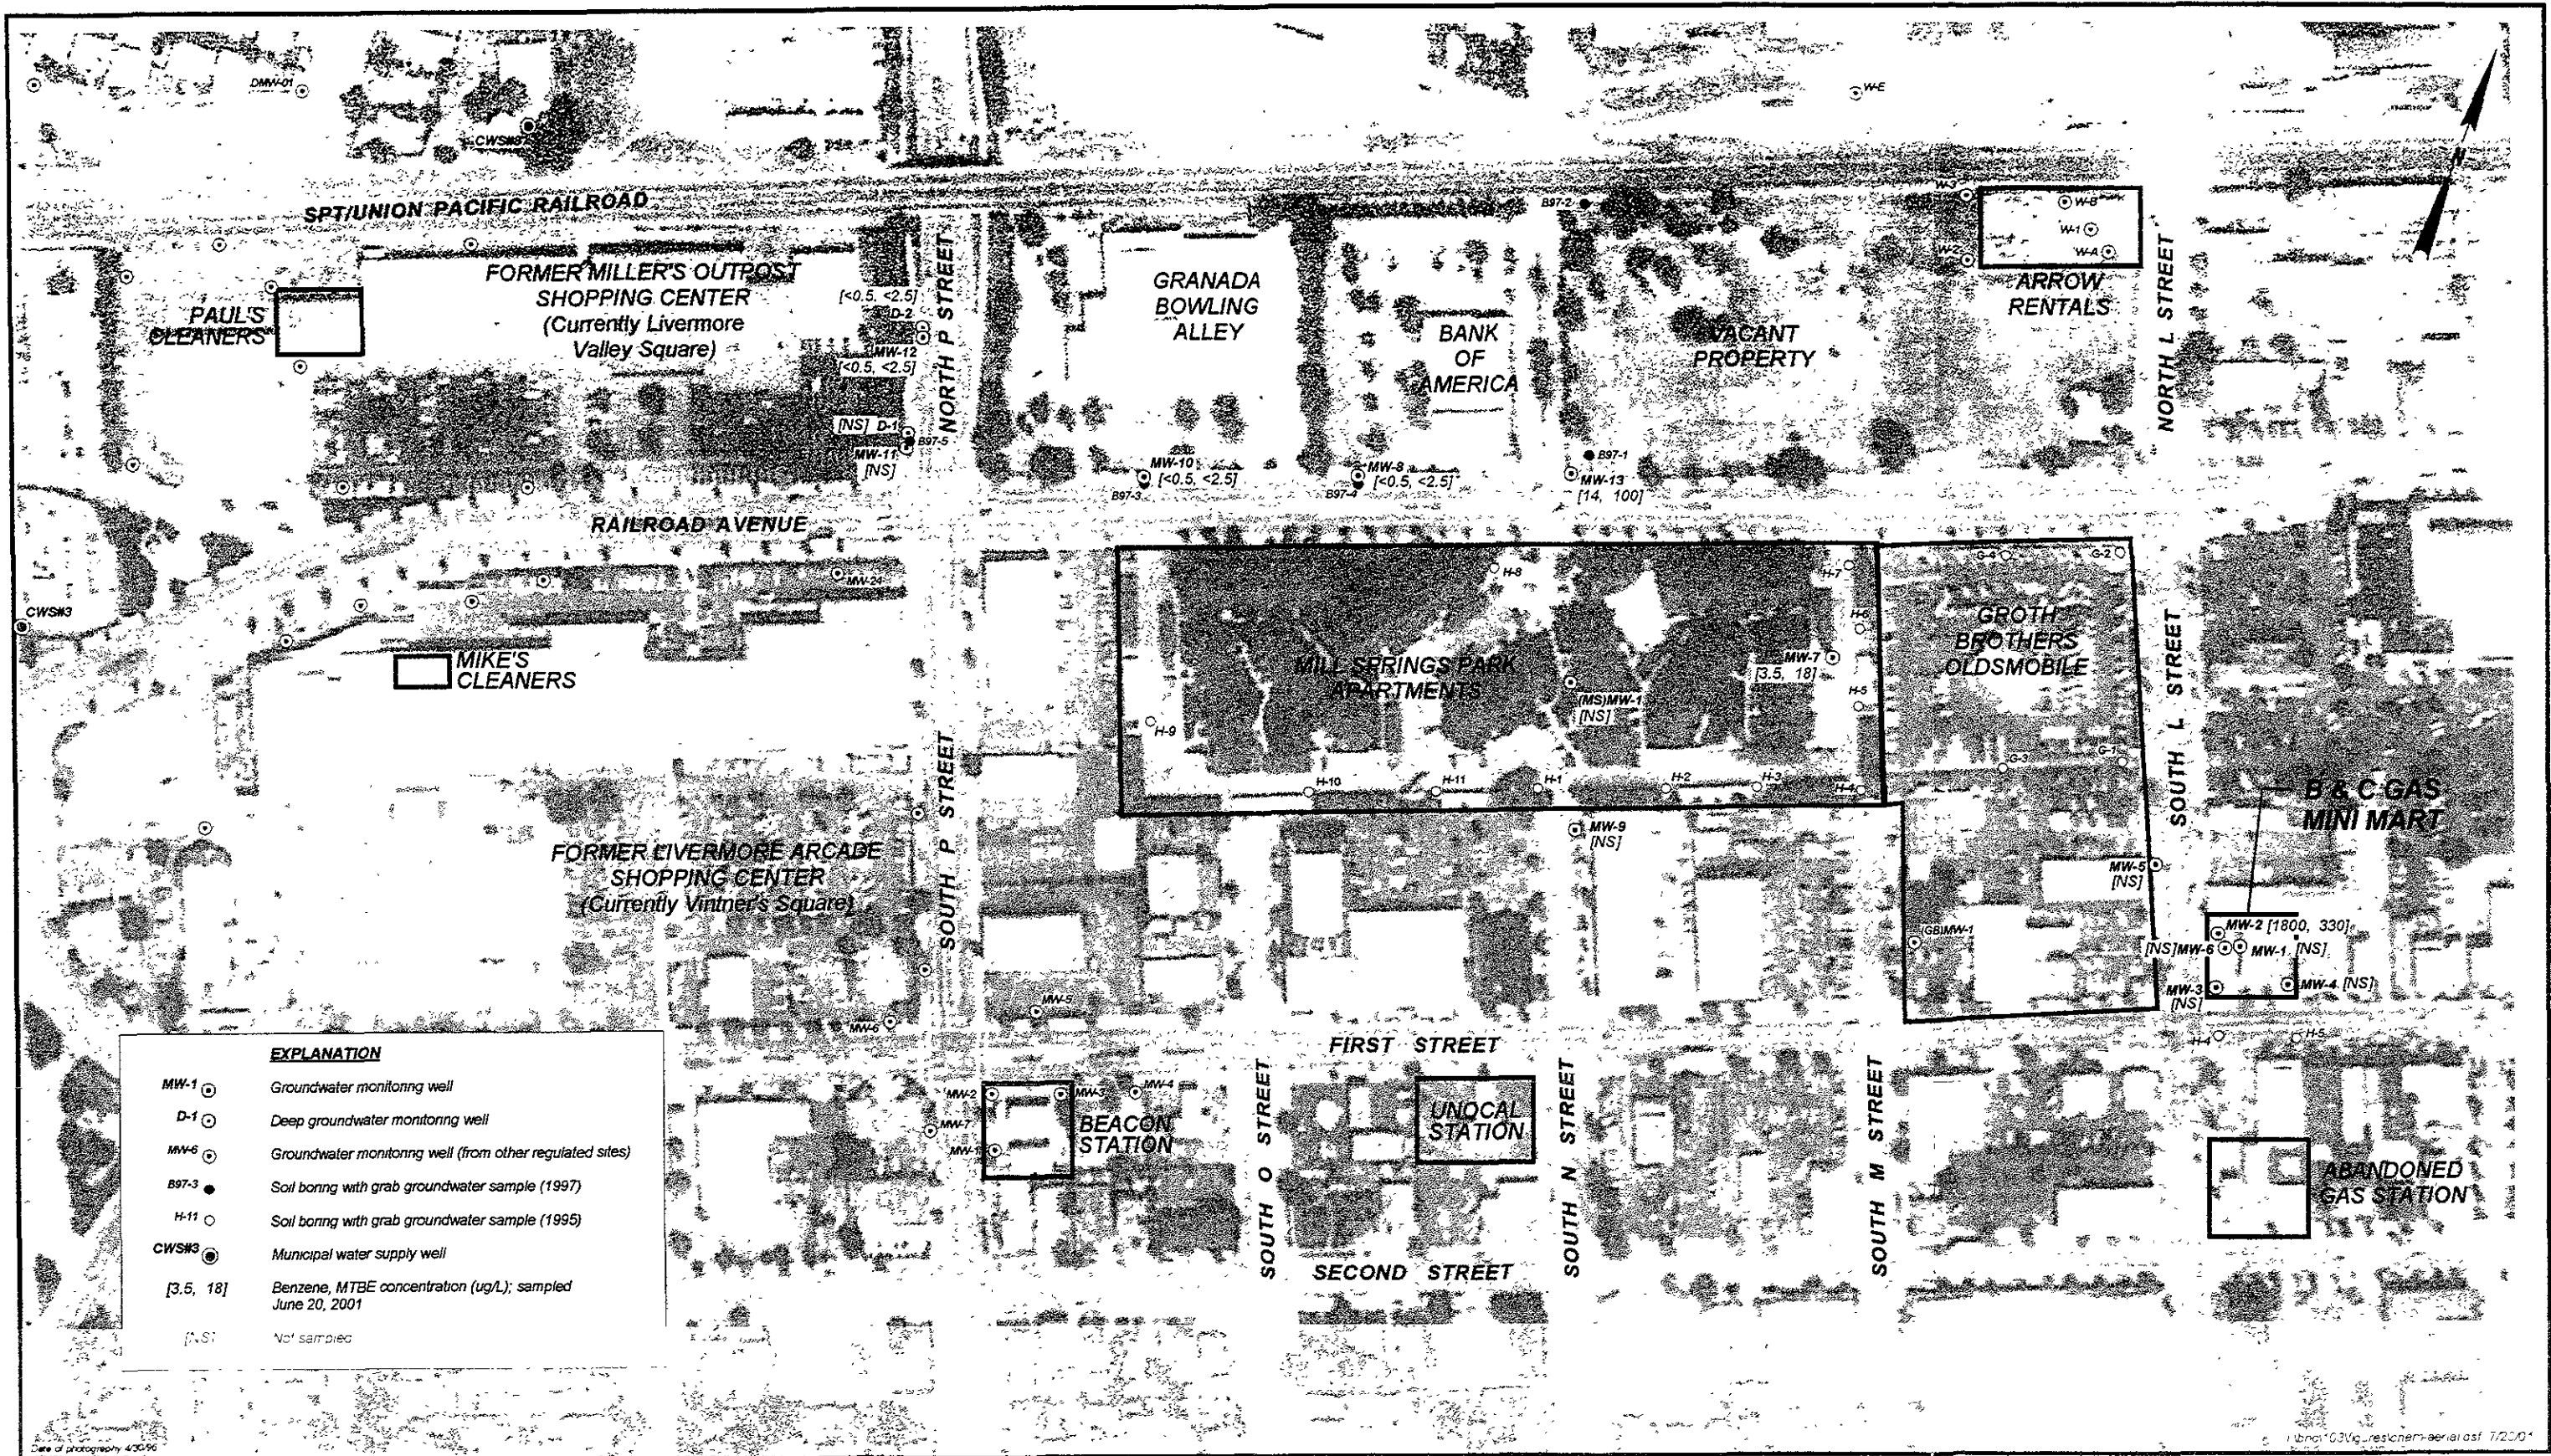 DMW-01
W-E
N
SPT/UNION PACIFIC RAILROAD
B97-2
W-3
W-B
W-1
W-2
W-A
FORMER MILLER'S OUTPOST
SHOPPING CENTER
(Currently Livermore
Valley Square)
PAUL'S
CLEANERS
[<0.5, <2.5]
D-2
MW-12
[<0.5, <2.5]
NORTH P STREET
GRANADA
BOWLING
ALLEY
BANK
OF
AMERICA
VACANT
PROPERTY
ARROW
RENTALS
NORTH L STREET
[NS] D-1
B97-5
MW-11
[NS]
MW-10
[<0.5, <2.5]
B97-3
MW-8
[<0.5, <2.5]
B97-4
B97-1
MW-13
[14, 100]
RAILROAD AVENUE
MW-24
CWS#3
MIKE'S
CLEANERS
H-8
H-7
G-4
G-2
H-6
GROTH
BROTHERS
OLDSMOBILE
MILL SPRINGS PARK
APARTMENTS
MW-7
[3.5, 18]
(MS)MW-1
[NS]
H-5
H-9
SOUTH L STREET
G-3
G-1
H-10
H-11
H-1
H-2
H-3
H-4
B & C GAS
MINI MART
SOUTH P STREET
FORMER LIVERMORE ARCADE
SHOPPING CENTER
(Currently Vintner's Square)
MW-9
[NS]
MW-5
[NS]
(GB)MW-1
MW-2 [1800, 330]
[NS]MW-6
MW-1 [NS]
MW-3
[NS]
MW-4 [NS]
MW-5
MW-6
H-4
H-5
FIRST STREET
MW-2
MW-3
MW-4
MW-7
MW-1
BEACON
STATION
SOUTH O STREET
UNOCAL
STATION
SOUTH N STREET
SOUTH M STREET
ABANDONED
GAS STATION
SECOND STREET
EXPLANATION
MW-1 Groundwater monitoring well
D-1 Deep groundwater monitoring well
MW-6 Groundwater monitoring well (from other regulated sites)
B97-3 Soil boring with grab groundwater sample (1997)
H-11 Soil boring with grab groundwater sample (1995)
CWS#3 Municipal water supply well
[3.5, 18] Benzene, MTBE concentration (ug/L); sampled
June 20, 2001
[NS] Not sampled
Date of photography 4/30/96